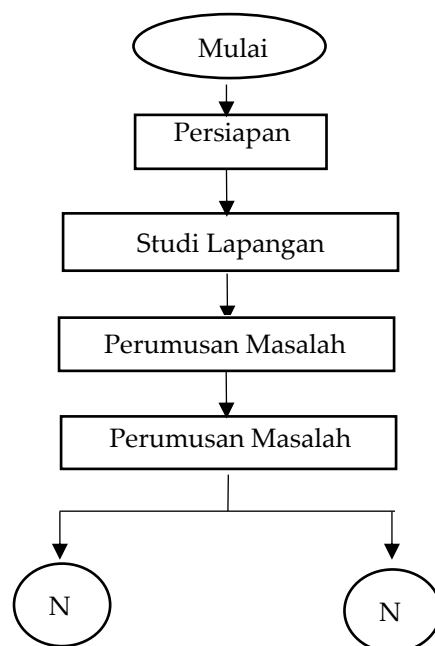 Mulai
Persiapan
Studi Lapangan
Perumusan Masalah
Perumusan Masalah
N
N